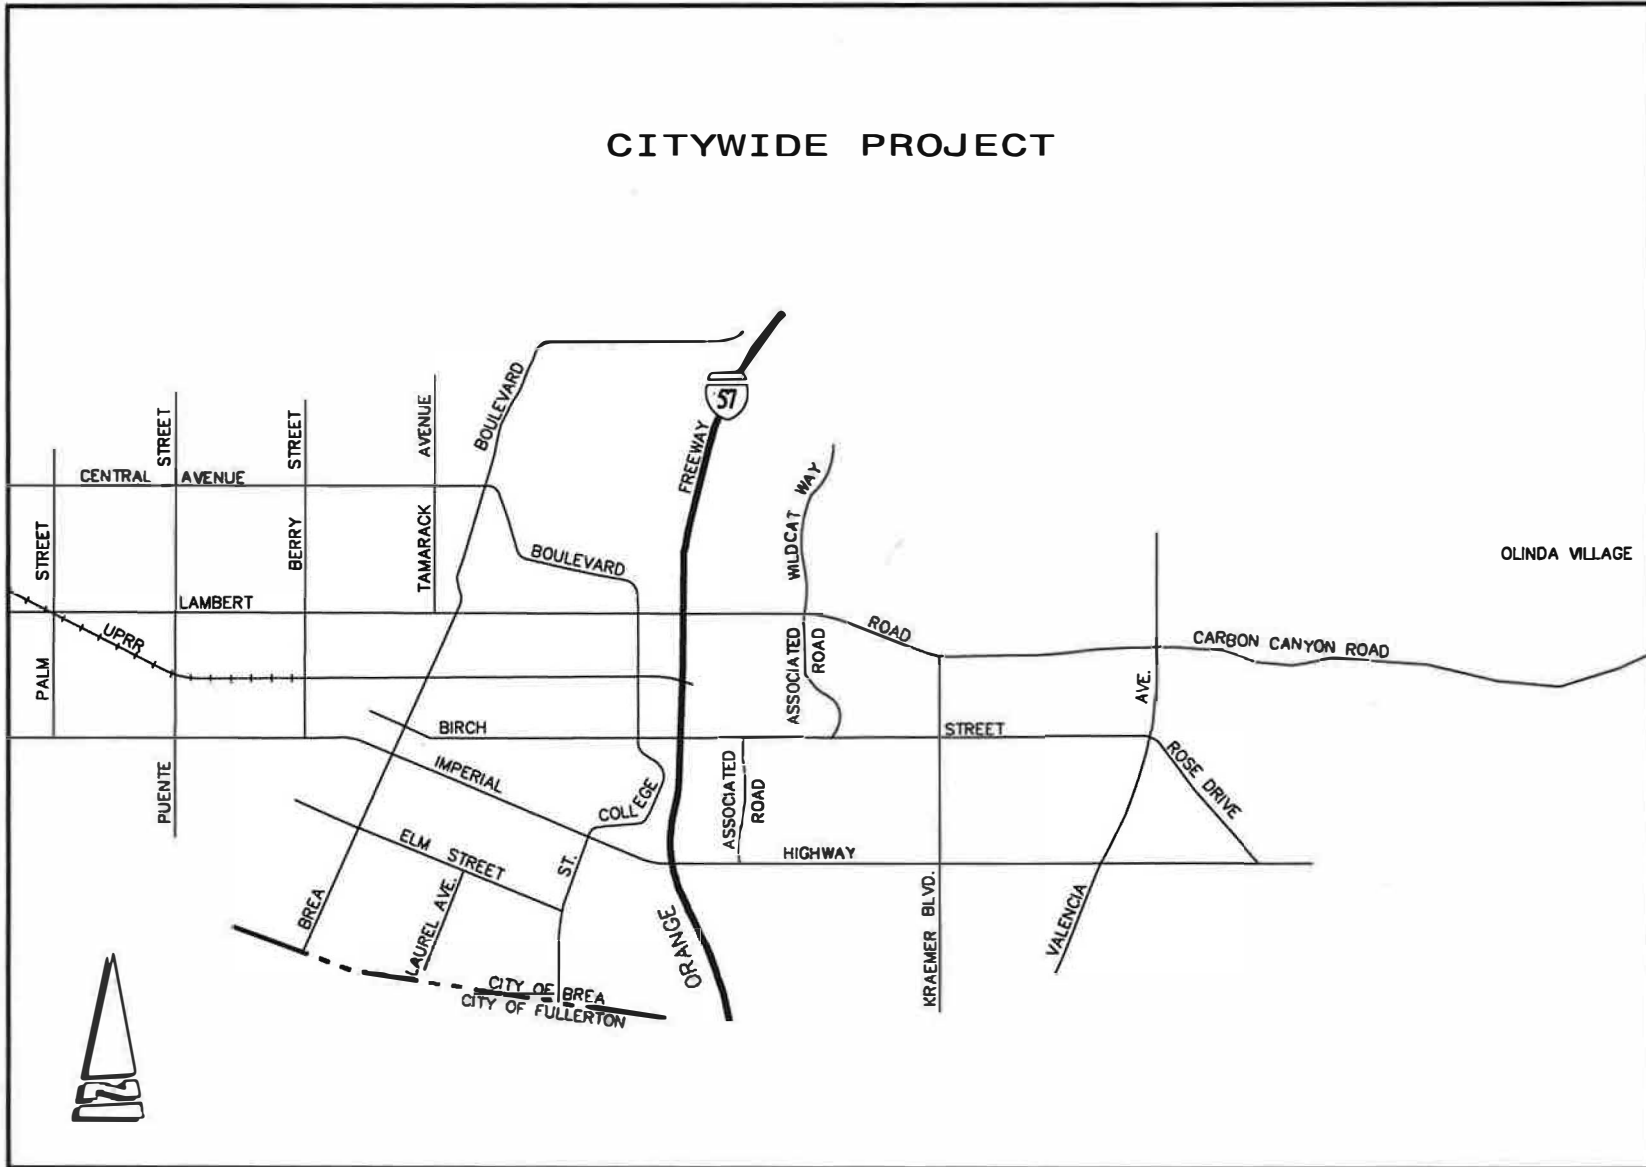 CITYWIDE PROJECT
57
FREEWAY
BOULEVARD
AVENUE
STREET
STREET
CENTRAL AVENUE
WILDCAT WAY
STREET
BERRY
TAMARACK
BOULEVARD
OLINDA VILLAGE
LAMBERT
ROAD
UPRR
CARBON CANYON ROAD
PALM
ASSOCIATED
ROAD
AVE.
BIRCH
STREET
PUENTE
IMPERIAL
COLLEGE
ASSOCIATED
ROAD
ROSE DRIVE
ELM STREET
ST.
HIGHWAY
BREA
LAUREL AVE.
ORANGE
KRAEMER BLVD.
VALENCIA
CITY OF BREA
CITY OF FULLERTON
N